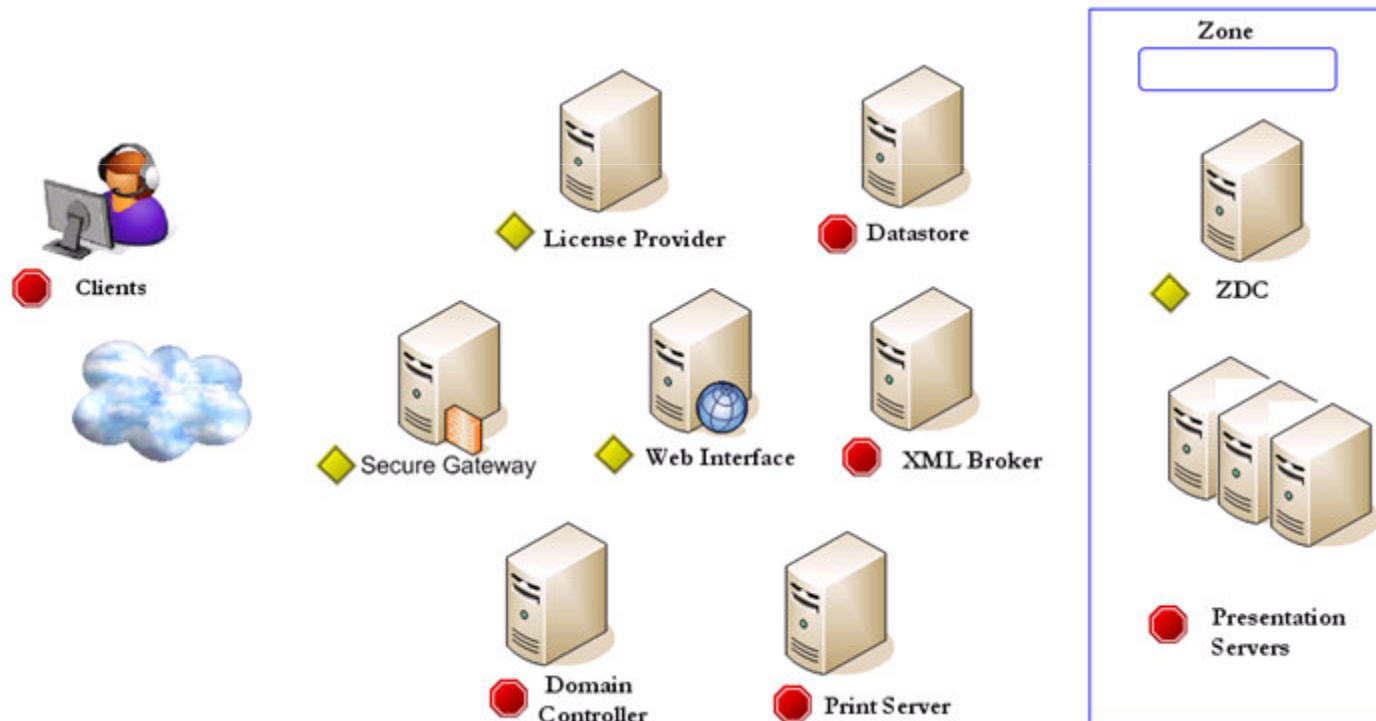 Zone
License Provider
Datastore
Clients
ZDC
Secure Gateway
Web Interface
XML Broker
Presentation
Servers
Domain
Controller
Print Server